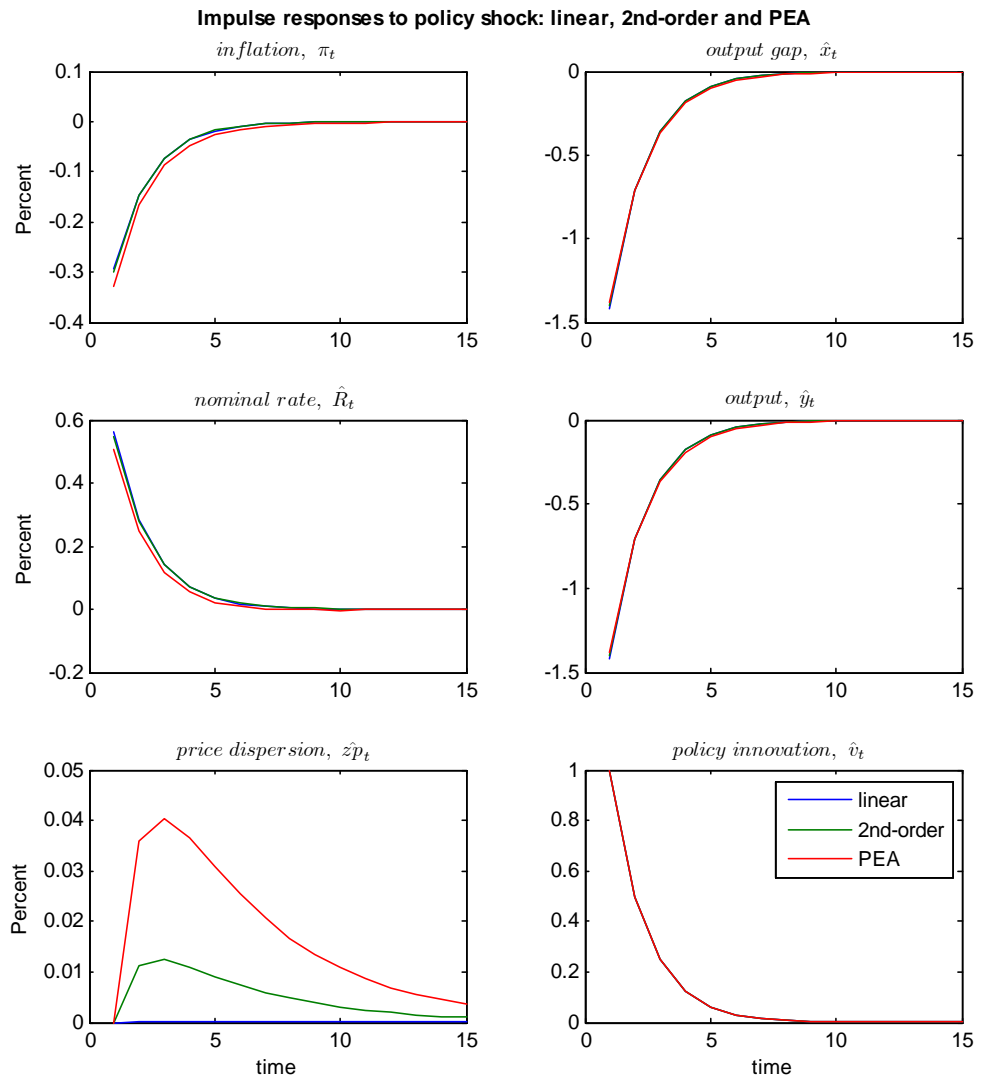 Impulse responses to policy shock: linear, 2nd-order and PEA
inflation, π_t
0.1
0
-0.1
-0.2
-0.3
-0.4
Percent
0 5 10 15
output gap, x̂_t
0
-0.5
-1
-1.5
0 5 10 15
nominal rate, R̂_t
0.6
0.4
0.2
0
-0.2
Percent
0 5 10 15
output, ŷ_t
0
-0.5
-1
-1.5
0 5 10 15
price dispersion, zp̂_t
0.05
0.04
0.03
0.02
0.01
0
Percent
0 5 10 15
time
policy innovation, v̂_t
1
0.8
0.6
0.4
0.2
0
linear
2nd-order
PEA
0 5 10 15
time